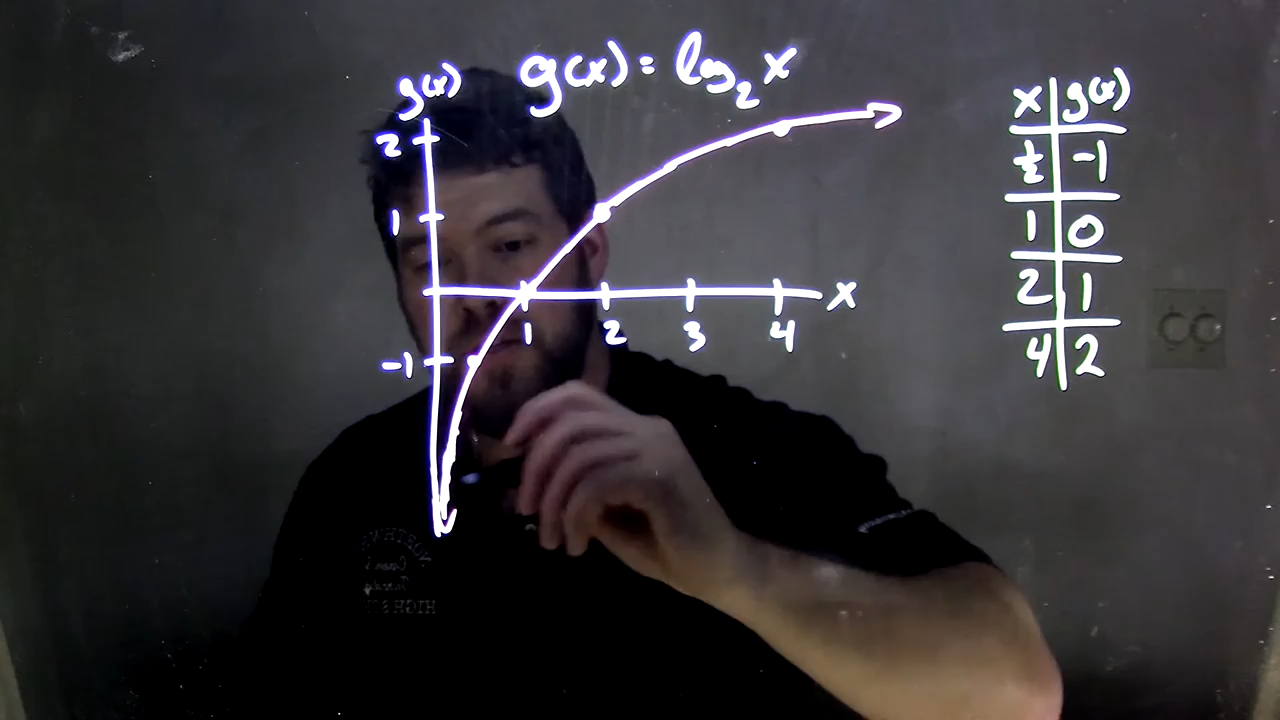 g(x) = log₂ x
g(x)
2
1
-1
1 2 3 4
x
x g(x)
½ -1
1 0
2 1
4 2